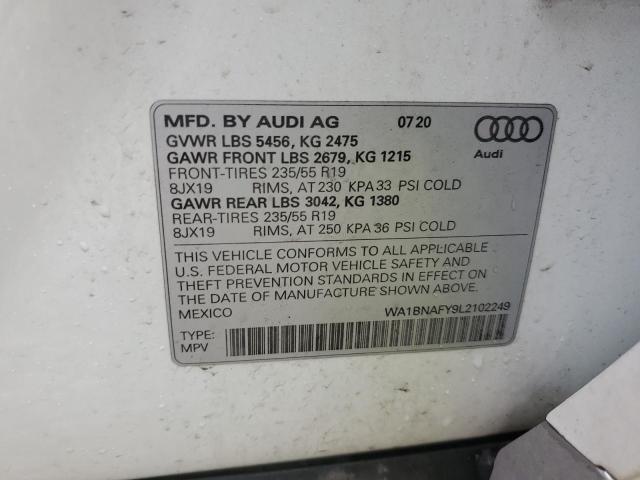 MFD. BY AUDI AG 07 20
GVWR LBS 5456, KG 2475
GAWR FRONT LBS 2679, KG 1215
FRONT-TIRES 235/55 R19
8JX19 RIMS, AT 230 KPA 33 PSI COLD
GAWR REAR LBS 3042, KG 1380
REAR-TIRES 235/55 R19
8JX19 RIMS, AT 250 KPA 36 PSI COLD
Audi
THIS VEHICLE CONFORMS TO ALL APPLICABLE
U.S. FEDERAL MOTOR VEHICLE SAFETY AND
THEFT PREVENTION STANDARDS IN EFFECT ON
THE DATE OF MANUFACTURE SHOWN ABOVE.
MEXICO WA1BNAFY9L2102249
TYPE:
MPV